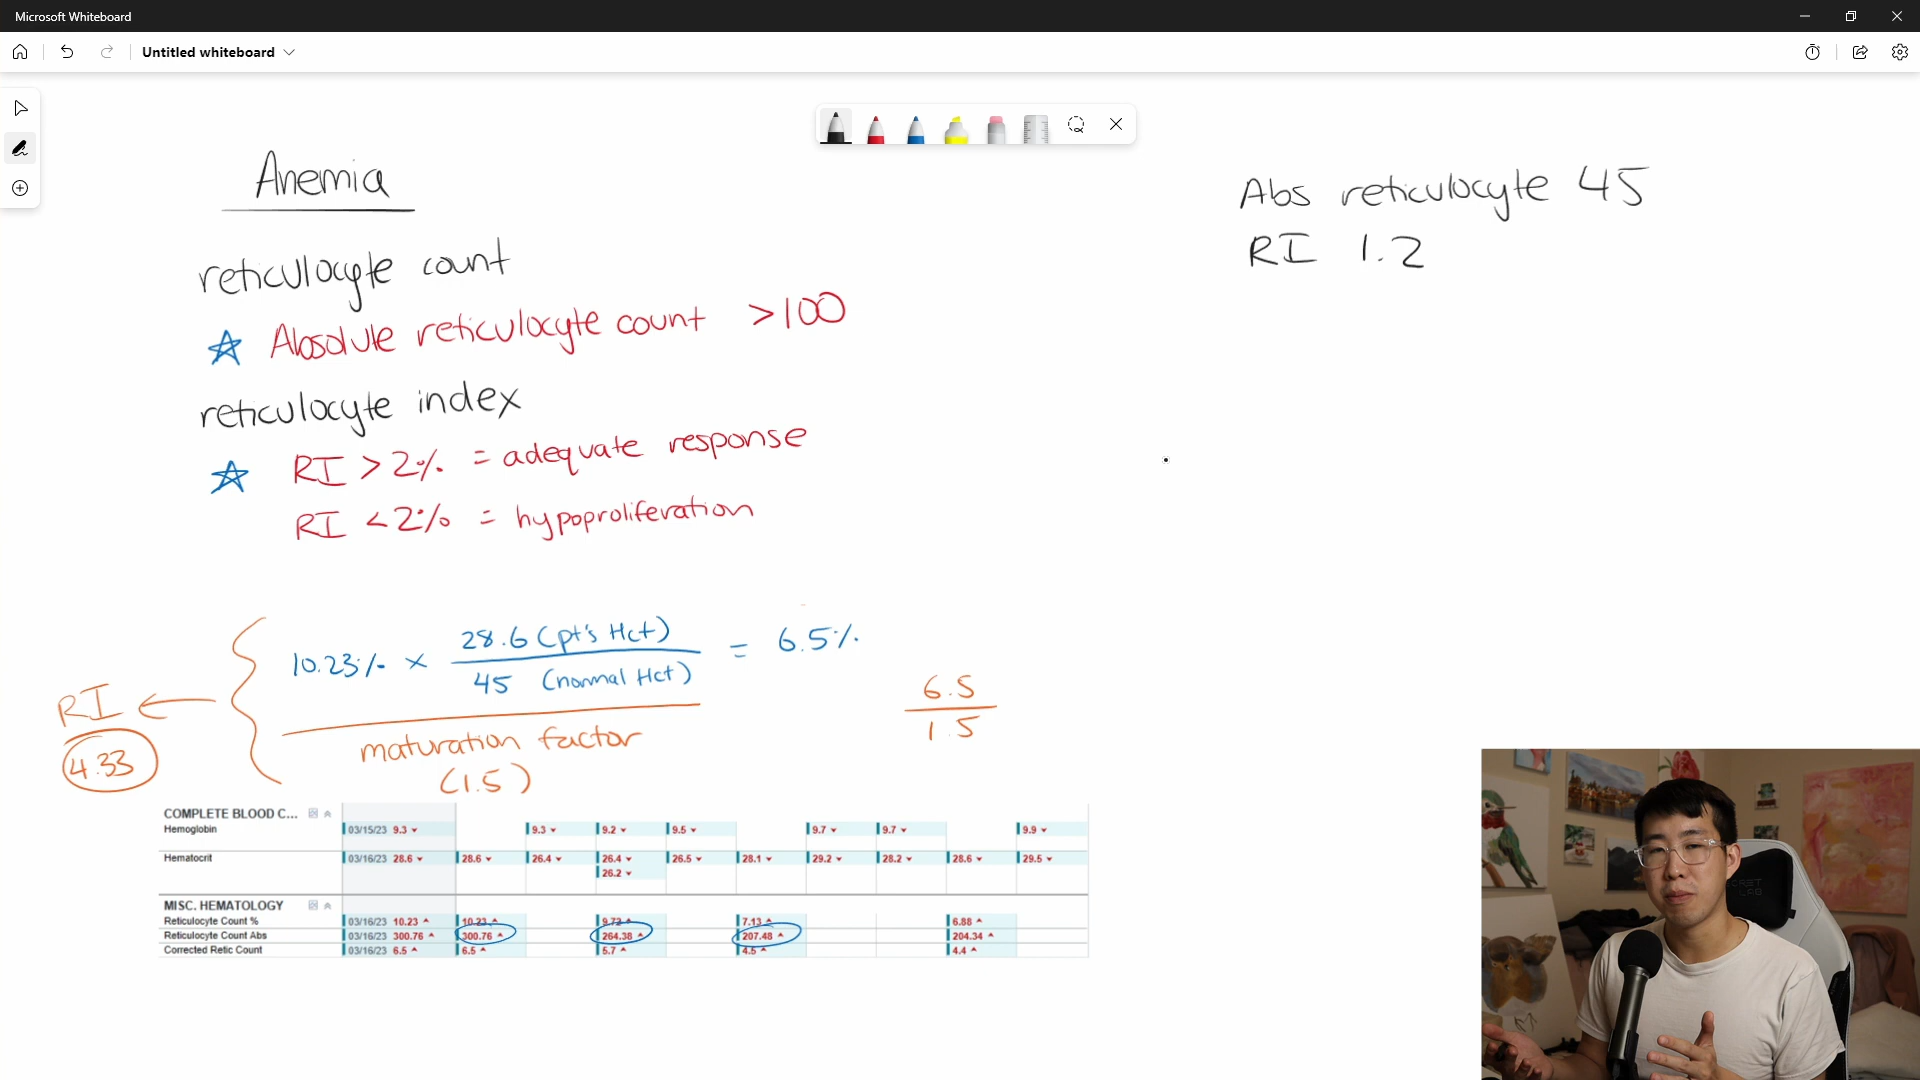 Microsoft Whiteboard
Untitled whiteboard
Anemia
reticulocyte count
Absolute reticulocyte count >100
reticulocyte index
RI >2% = adequate response
RI <2% = hypoproliferation
Abs reticulocyte 45
RI 1.2
10.23% × 28.6 (pt's Hct) = 6.5%
45 (normal Hct)
maturation factor
(1.5)
RI
4.33
6.5
1.5
COMPLETE BLOOD C...
Hemoglobin 03/15/23 9.3 9.3 9.2 9.5 9.7 9.7 9.9
Hematocrit 03/16/23 28.6 28.6 26.4 26.4 26.5 28.1 29.2 28.2 28.6 29.5
26.2
MISC. HEMATOLOGY
Reticulocyte Count % 03/16/23 10.23 10.23 9.72 7.13 6.88
Reticulocyte Count Abs 03/16/23 300.76 300.76 264.38 207.48 204.34
Corrected Retic Count 03/16/23 6.5 6.5 5.7 4.5 4.4